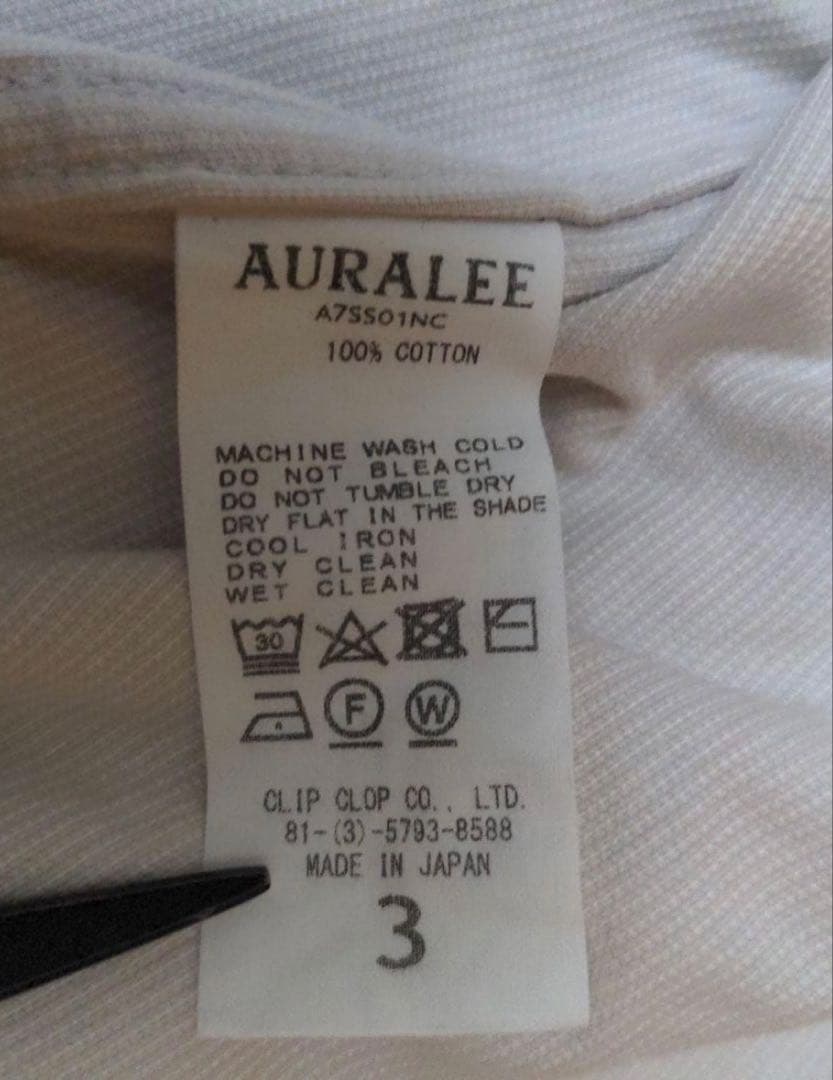 AURALEE
A7SS01NC
100% COTTON
MACHINE WASH COLD
DO NOT BLEACH
DO NOT TUMBLE DRY
DRY FLAT IN THE SHADE
COOL IRON
DRY CLEAN
WET CLEAN
30
F W
CLIP CLOP CO., LTD.
81-(3)-5793-8588
MADE IN JAPAN
3